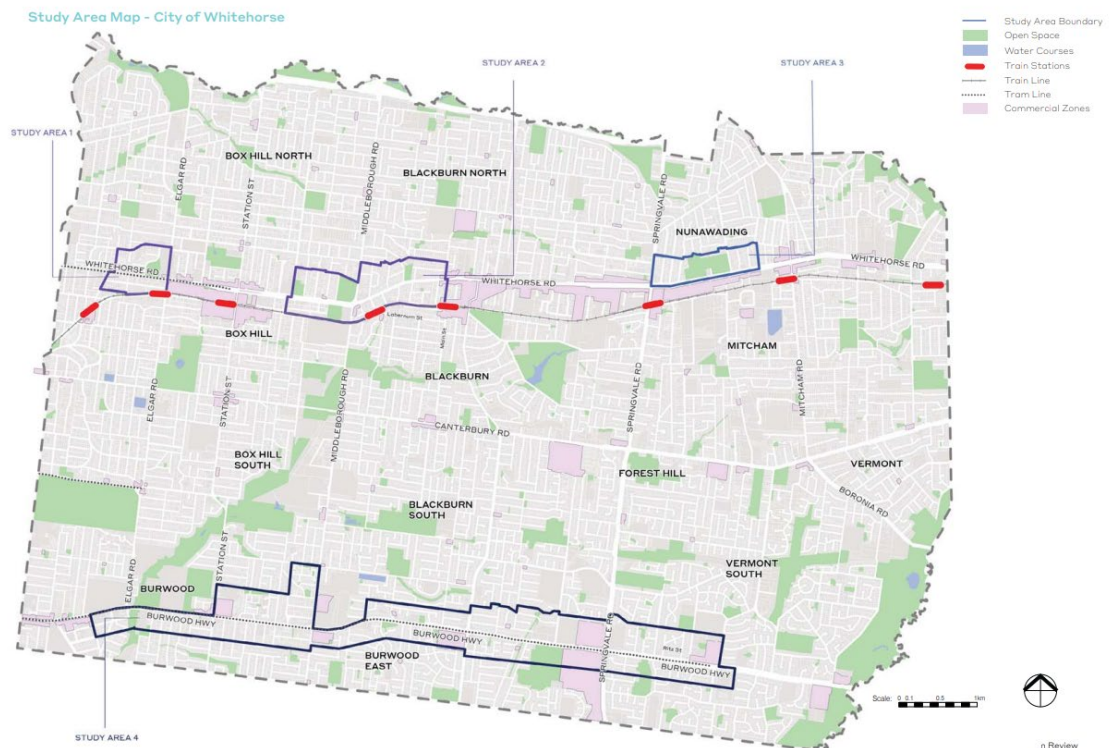 Study Area Map - City of Whitehorse
Study Area Boundary
Open Space
Water Courses
Train Stations
Train Line
Tram Line
Commercial Zones
STUDY AREA 2
STUDY AREA 3
STUDY AREA 1
BOX HILL NORTH
BLACKBURN NORTH
ELGAR RD
STATION ST
MIDDLEBOROUGH RD
SPRINGVALE RD
NUNAWADING
WHITEHORSE RD
WHITEHORSE RD
WHITEHORSE RD
Laburnum St
Main St
BOX HILL
BLACKBURN
MITCHAM
ELGAR RD
STATION ST
MIDDLEBOROUGH RD
SPRINGVALE RD
MITCHAM RD
CANTERBURY RD
BOX HILL
SOUTH
FOREST HILL
VERMONT
BORONIA RD
BLACKBURN
SOUTH
VERMONT
SOUTH
ELGAR RD
STATION ST
BURWOOD
BURWOOD HWY
BURWOOD HWY
SPRINGVALE RD
BURWOOD
EAST
BURWOOD HWY
Scale: 0 0.1 0.5 1km
STUDY AREA 4
n Review